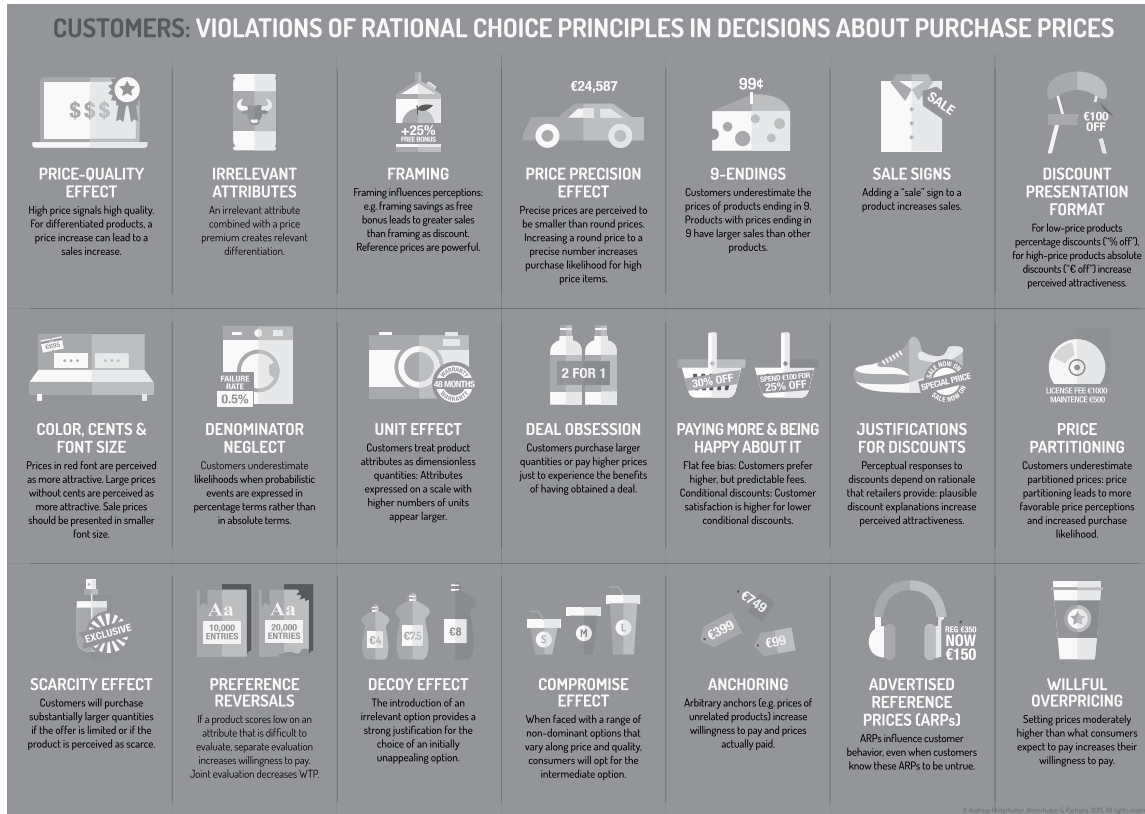 CUSTOMERS: VIOLATIONS OF RATIONAL CHOICE PRINCIPLES IN DECISIONS ABOUT PURCHASE PRICES
$$$
PRICE-QUALITY
EFFECT
High price signals high quality.
For differentiated products, a
price increase can lead to a
sales increase.
IRRELEVANT
ATTRIBUTES
An irrelevant attribute
combined with a price
premium creates relevant
differentiation.
+25%
FREE BONUS
FRAMING
Framing influences perceptions:
e.g. framing savings as free
bonus leads to greater sales
than framing as discount.
Reference prices are powerful.
€24,587
PRICE PRECISION
EFFECT
Precise prices are perceived to
be smaller than round prices.
Increasing a round price to a
precise number increases
purchase likelihood for high
price items.
99¢
9-ENDINGS
Customers underestimate the
prices of products ending in 9.
Products with prices ending in
9 have larger sales than other
products.
SALE
SALE SIGNS
Adding a “sale” sign to a
product increases sales.
€100
OFF
DISCOUNT
PRESENTATION
FORMAT
For low-price products
percentage discounts (“% off”),
for high-price products absolute
discounts (“€ off”) increase
perceived attractiveness.
€695
COLOR, CENTS &
FONT SIZE
Prices in red font are perceived
as more attractive. Large prices
without cents are perceived as
more attractive. Sale prices
should be presented in smaller
font size.
FAILURE
RATE
0.5%
DENOMINATOR
NEGLECT
Customers underestimate
likelihoods when probabilistic
events are expressed in
percentage terms rather than
in absolute terms.
WARRANTY
48 MONTHS
WARRANTY
UNIT EFFECT
Customers treat product
attributes as dimensionless
quantities: Attributes
expressed on a scale with
higher numbers of units
appear larger.
2 FOR 1
DEAL OBSESSION
Customers purchase larger
quantities or pay higher prices
just to experience the benefits
of having obtained a deal.
30% OFF
SPEND €100 FOR
25% OFF
PAYING MORE & BEING
HAPPY ABOUT IT
Flat fee bias: Customers prefer
higher, but predictable fees.
Conditional discounts: Customer
satisfaction is higher for lower
conditional discounts.
SALE NOW ON
SPECIAL PRICE
SALE NOW ON
JUSTIFICATIONS
FOR DISCOUNTS
Perceptual responses to
discounts depend on rationale
that retailers provide: plausible
discount explanations increase
perceived attractiveness.
LICENSE FEE €1000
MAINTENCE €500
PRICE
PARTITIONING
Customers underestimate
partitioned prices: price
partitioning leads to more
favorable price perceptions
and increased purchase
likelihood.
EXCLUSIVE
SCARCITY EFFECT
Customers will purchase
substantially larger quantities
if the offer is limited or if the
product is perceived as scarce.
Aa
10,000
ENTRIES
Aa
20,000
ENTRIES
PREFERENCE
REVERSALS
If a product scores low on an
attribute that is difficult to
evaluate, separate evaluation
increases willingness to pay.
Joint evaluation decreases WTP.
€4
€7.5
€8
DECOY EFFECT
The introduction of an
irrelevant option provides a
strong justification for the
choice of an initially
unappealing option.
S
M
L
COMPROMISE
EFFECT
When faced with a range of
non-dominant options that
vary along price and quality,
consumers will opt for the
intermediate option.
€749
€399
€99
ANCHORING
Arbitrary anchors (e.g. prices of
unrelated products) increase
willingness to pay and prices
actually paid.
REG €350
NOW
€150
ADVERTISED
REFERENCE
PRICES (ARPs)
ARPs influence customer
behavior, even when customers
know these ARPs to be untrue.
WILLFUL
OVERPRICING
Setting prices moderately
higher than what consumers
expect to pay increases their
willingness to pay.
© Andreas Hinterhuber, Hinterhuber & Partners, 2015. All rights